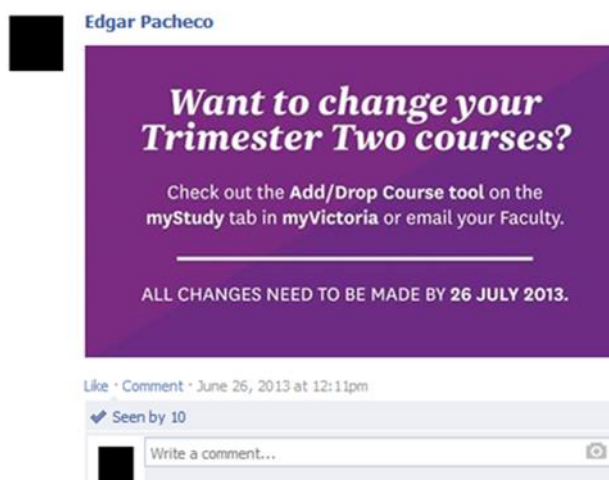 Edgar Pacheco
Want to change your
Trimester Two courses?
Check out the Add/Drop Course tool on the
myStudy tab in myVictoria or email your Faculty.
ALL CHANGES NEED TO BE MADE BY 26 JULY 2013.
Like · Comment · June 26, 2013 at 12:11pm
Seen by 10
Write a comment...